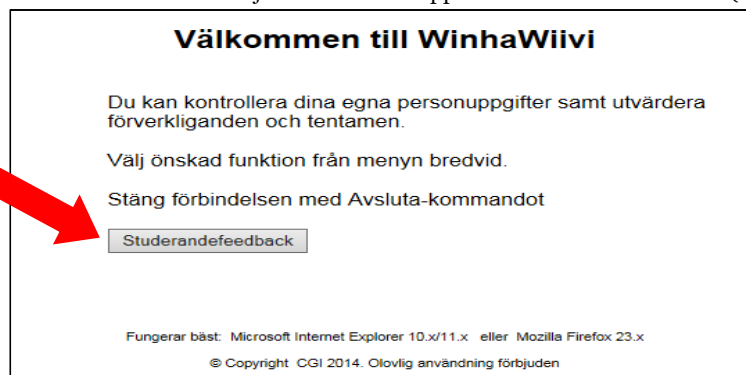 Välkommen till WinhaWiivi
Du kan kontrollera dina egna personuppgifter samt utvärdera
förverkliganden och tentamen.
Välj önskad funktion från menyn bredvid.
Stäng förbindelsen med Avsluta-kommandot
Studerandefeedback
Fungerar bäst: Microsoft Internet Explorer 10.x/11.x eller Mozilla Firefox 23.x
© Copyright CGI 2014. Olovlig användning förbjuden